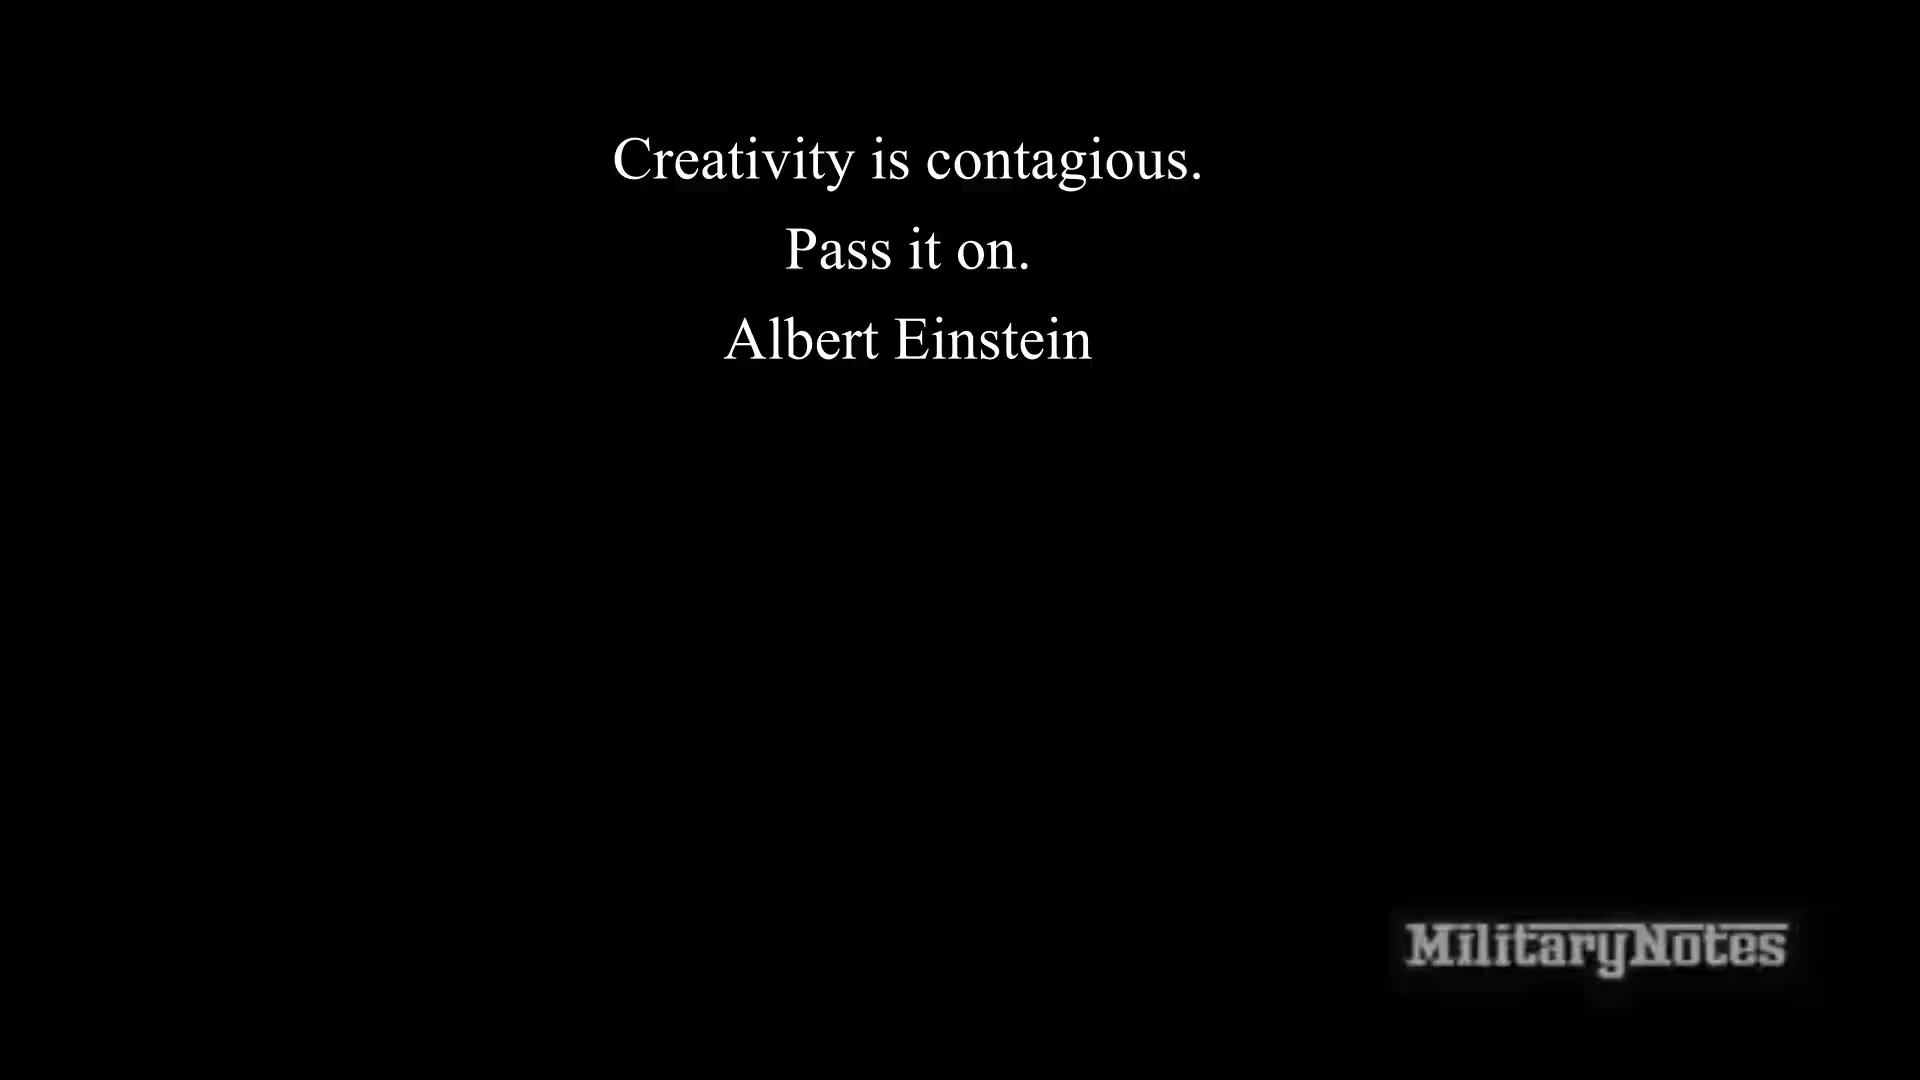 Creativity is contagious.
Pass it on.
Albert Einstein
MilitaryNotes